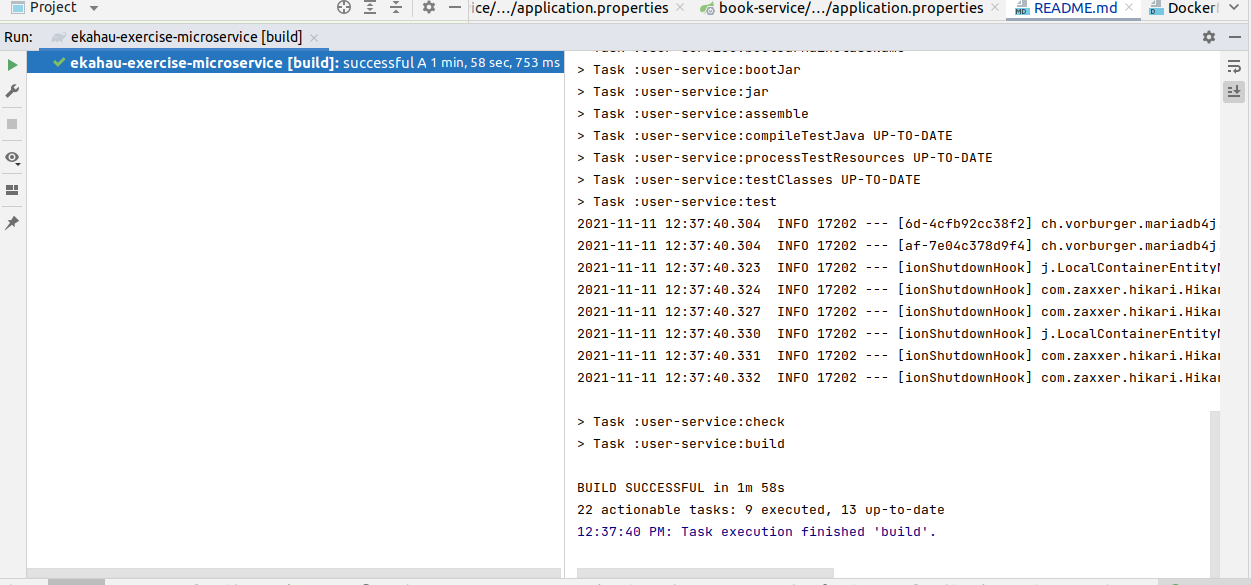 Project
ice/.../application.properties
book-service/.../application.properties
README.md
Docker
Run:
ekahau-exercise-microservice [build]
ekahau-exercise-microservice [build]: successful A 1 min, 58 sec, 753 ms
> Task :user-service:bootJar
> Task :user-service:jar
> Task :user-service:assemble
> Task :user-service:compileTestJava UP-TO-DATE
> Task :user-service:processTestResources UP-TO-DATE
> Task :user-service:testClasses UP-TO-DATE
> Task :user-service:test
2021-11-11 12:37:40.304  INFO 17202 --- [6d-4cfb92cc38f2] ch.vorburger.mariadb4j.
2021-11-11 12:37:40.304  INFO 17202 --- [af-7e04c378d9f4] ch.vorburger.mariadb4j.
2021-11-11 12:37:40.323  INFO 17202 --- [ionShutdownHook] j.LocalContainerEntityM
2021-11-11 12:37:40.324  INFO 17202 --- [ionShutdownHook] com.zaxxer.hikari.Hikar
2021-11-11 12:37:40.327  INFO 17202 --- [ionShutdownHook] com.zaxxer.hikari.Hikar
2021-11-11 12:37:40.330  INFO 17202 --- [ionShutdownHook] j.LocalContainerEntityM
2021-11-11 12:37:40.331  INFO 17202 --- [ionShutdownHook] com.zaxxer.hikari.Hikar
2021-11-11 12:37:40.332  INFO 17202 --- [ionShutdownHook] com.zaxxer.hikari.Hikar
> Task :user-service:check
> Task :user-service:build
BUILD SUCCESSFUL in 1m 58s
22 actionable tasks: 9 executed, 13 up-to-date
12:37:40 PM: Task execution finished 'build'.